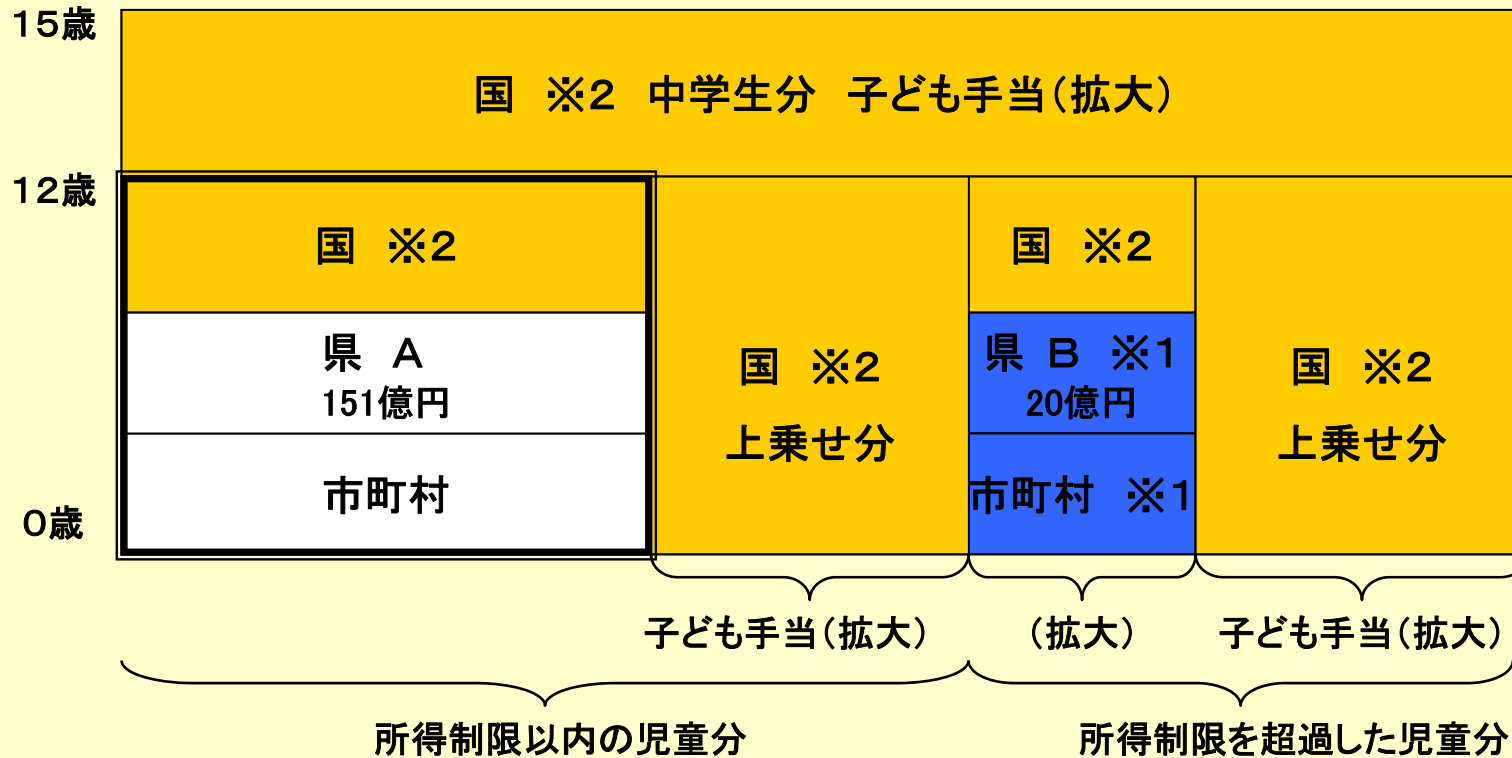 15歳
国 ※2 中学生分 子ども手当(拡大)
12歳
国 ※2
県 A
151億円
市町村
0歳
国 ※2
上乗せ分
国 ※2
県 B ※1
20億円
市町村 ※1
国 ※2
上乗せ分
子ども手当(拡大)
(拡大)
子ども手当(拡大)
所得制限以内の児童分
所得制限を超過した児童分